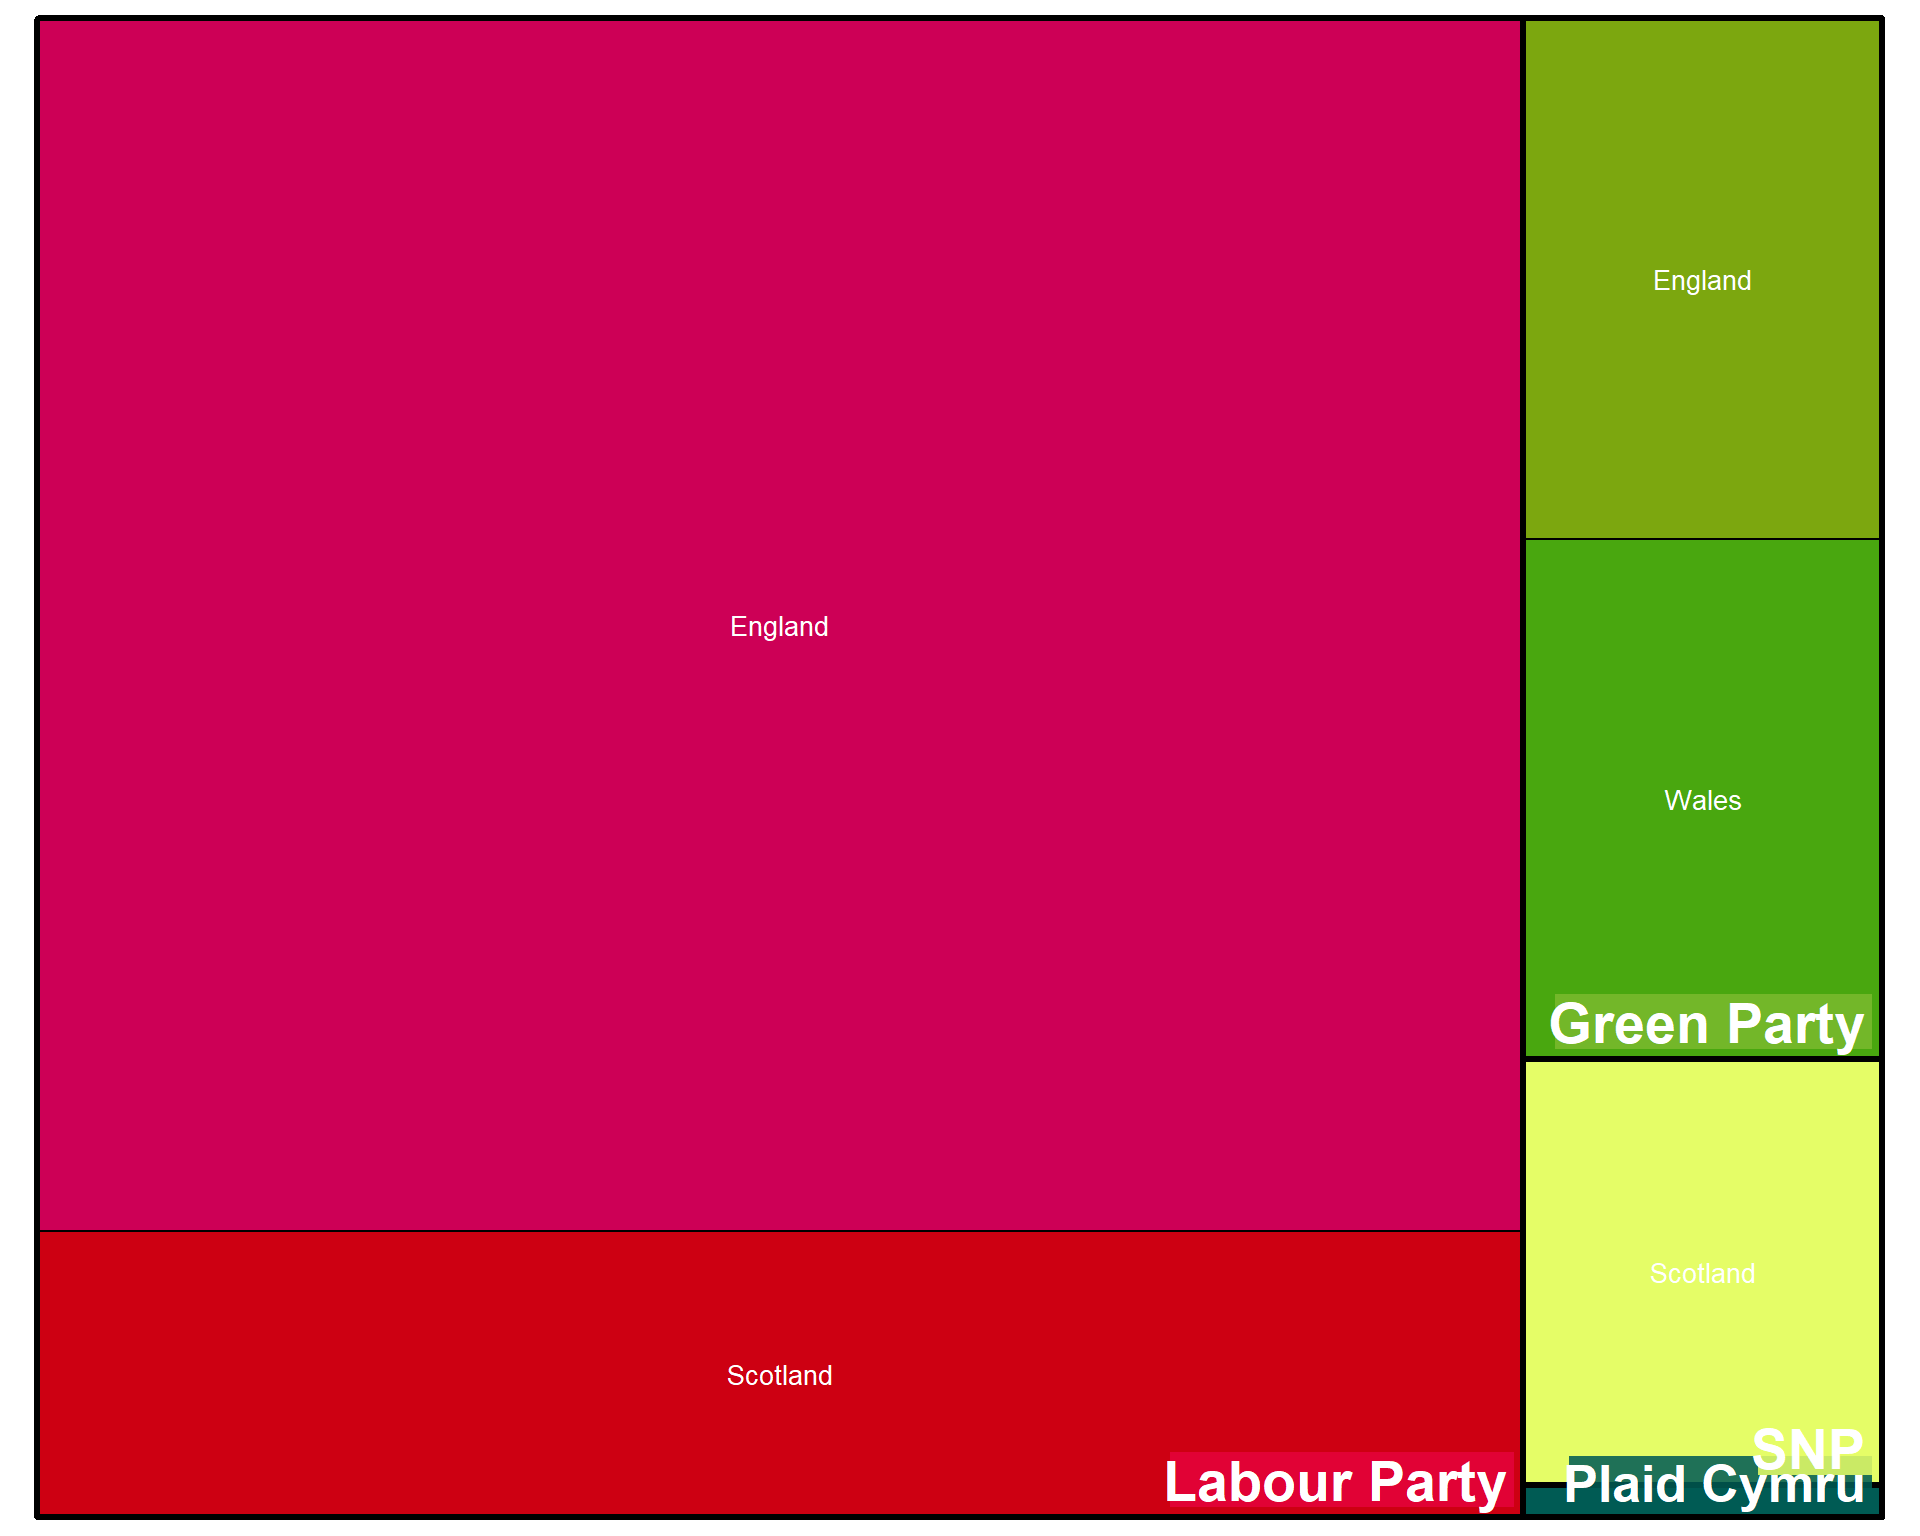 England
Scotland
Labour Party
England
Wales
Green Party
Scotland
SNP
Plaid Cymru